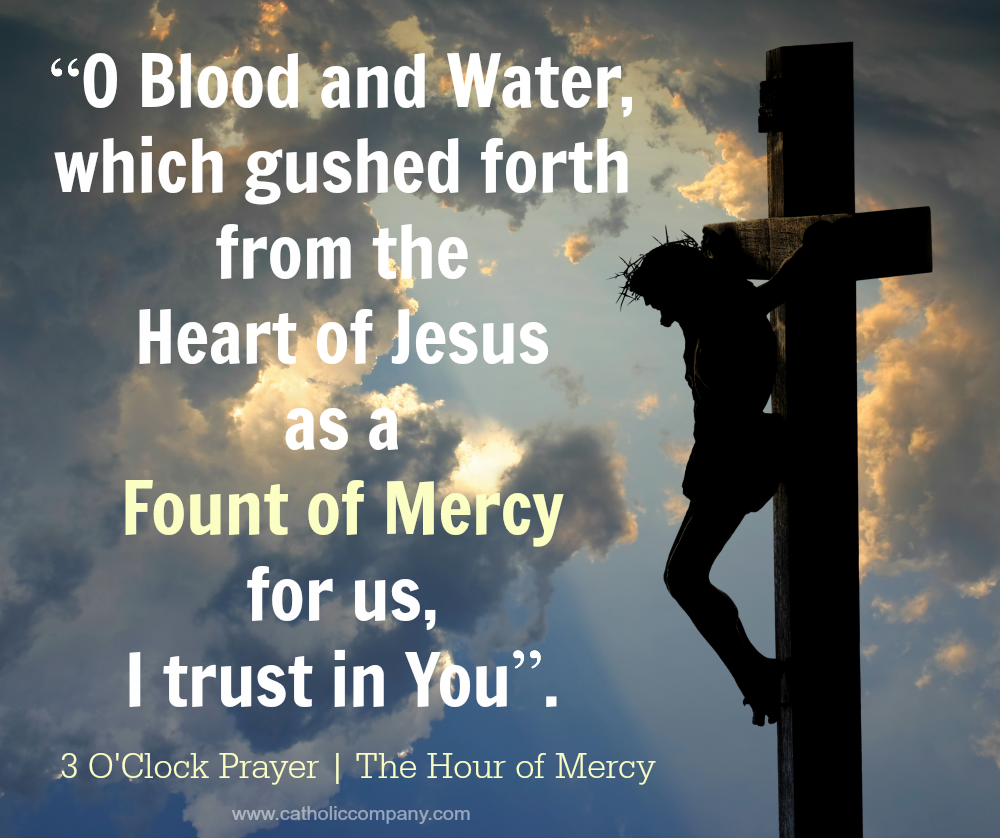 “O Blood and Water,
which gushed forth
from the
Heart of Jesus
as a
Fount of Mercy
for us,
I trust in You”.
3 O'Clock Prayer | The Hour of Mercy
www.catholiccompany.com